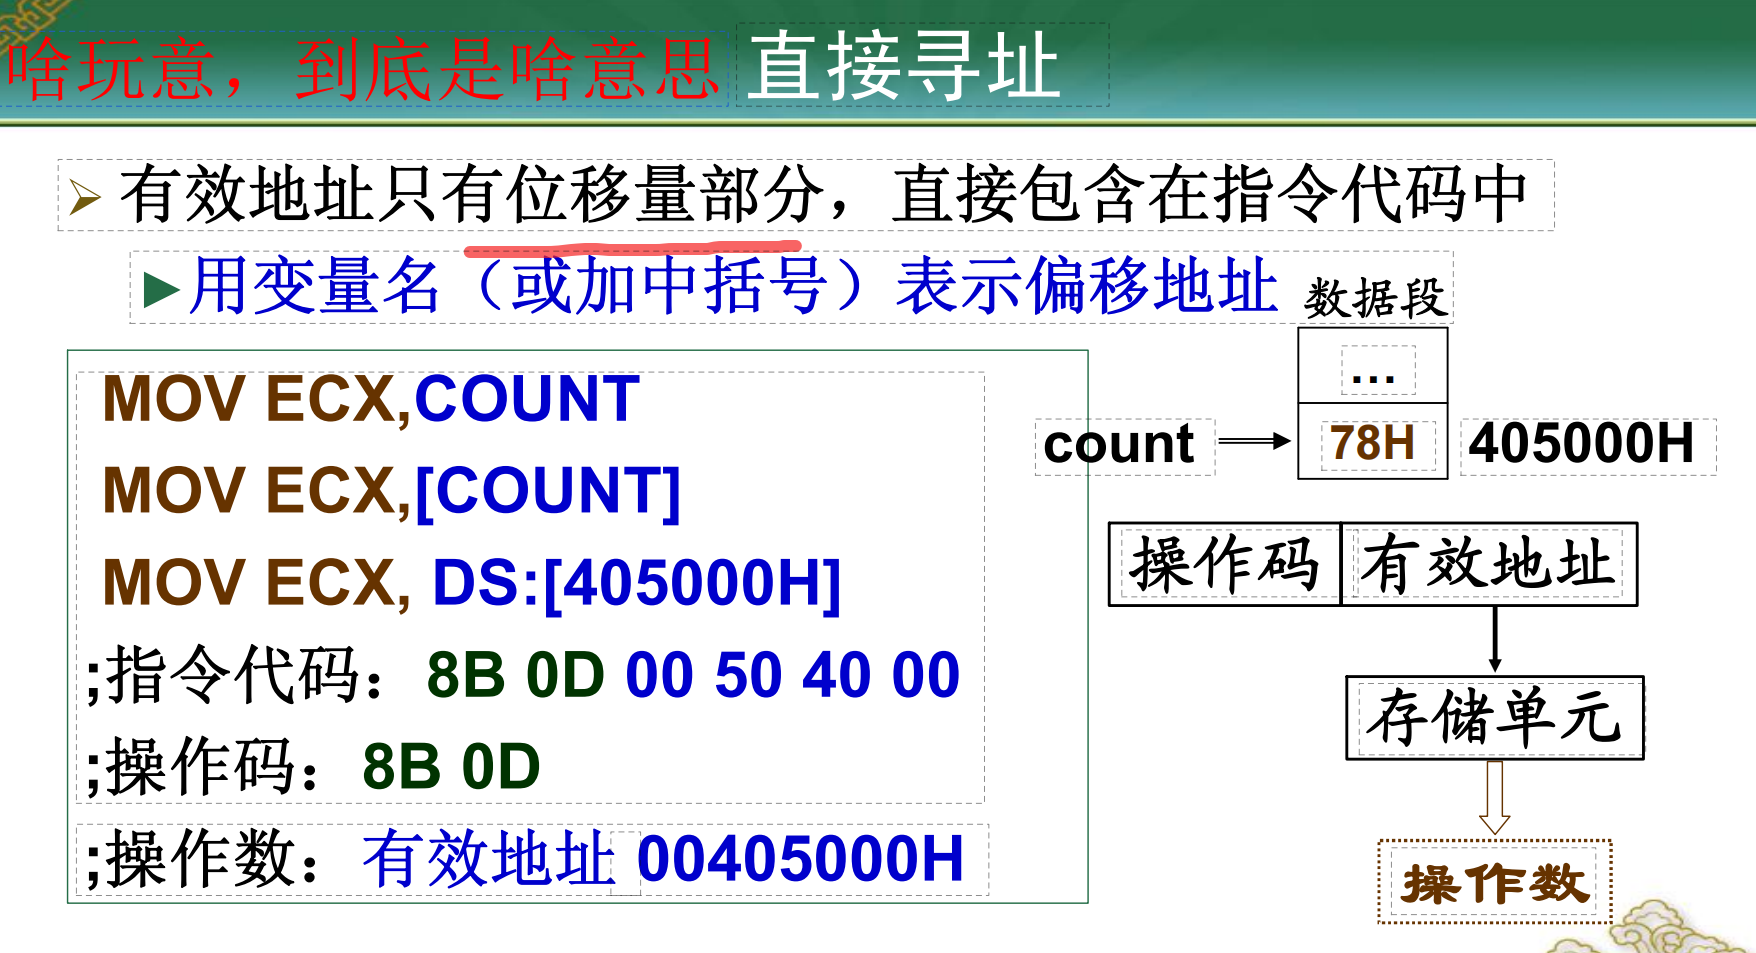 啥玩意，到底是啥意思 直接寻址
有效地址只有位移量部分，直接包含在指令代码中
用变量名（或加中括号）表示偏移地址
数据段
MOV ECX,COUNT
MOV ECX,[COUNT]
MOV ECX, DS:[405000H]
;指令代码：8B 0D 00 50 40 00
;操作码：8B 0D
;操作数：有效地址 00405000H
...
count 78H 405000H
操作码 有效地址
存储单元
操作数